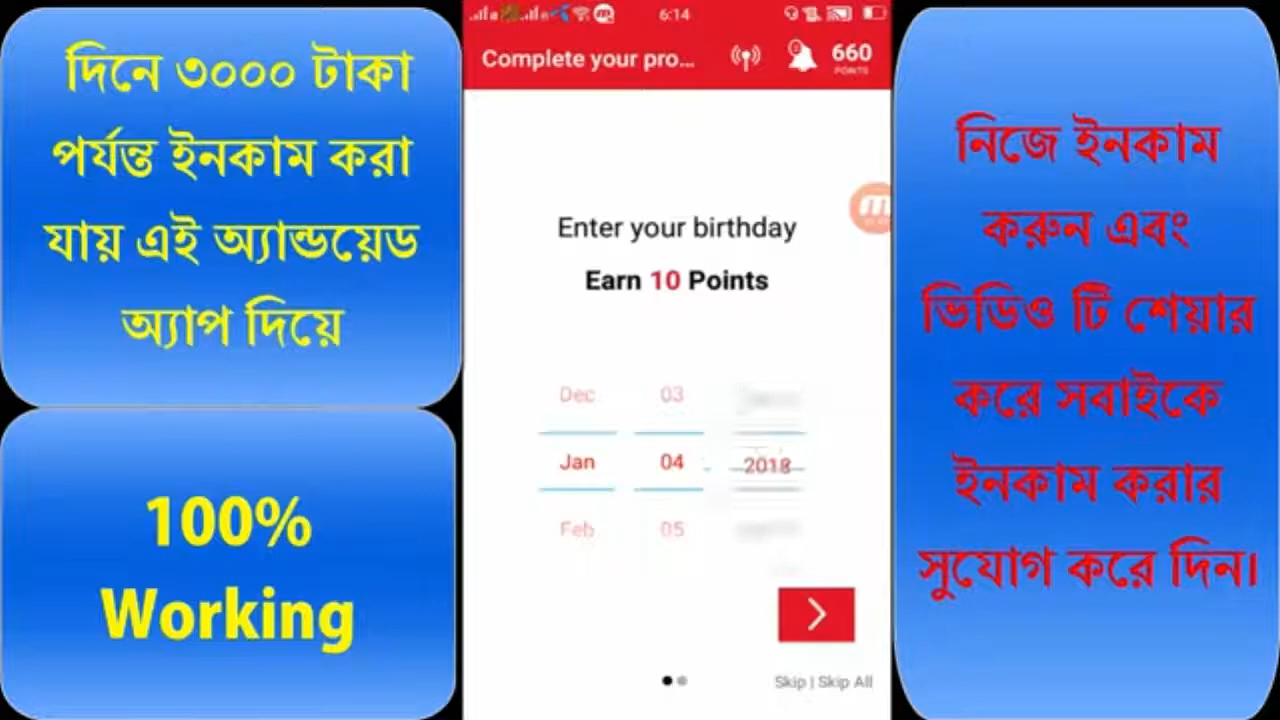 দিনে ৩০০০ টাকা
পর্যন্ত ইনকাম করা
যায় এই অ্যান্ডয়েড
অ্যাপ দিয়ে
100%
Working
6:14
Complete your pro...
660
POINTS
Enter your birthday
Earn 10 Points
Dec 03
Jan 04 2018
Feb 05
Skip | Skip All
নিজে ইনকাম
করুন এবং
ভিডিও টি শেয়ার
করে সবাইকে
ইনকাম করার
সুযোগ করে দিন।